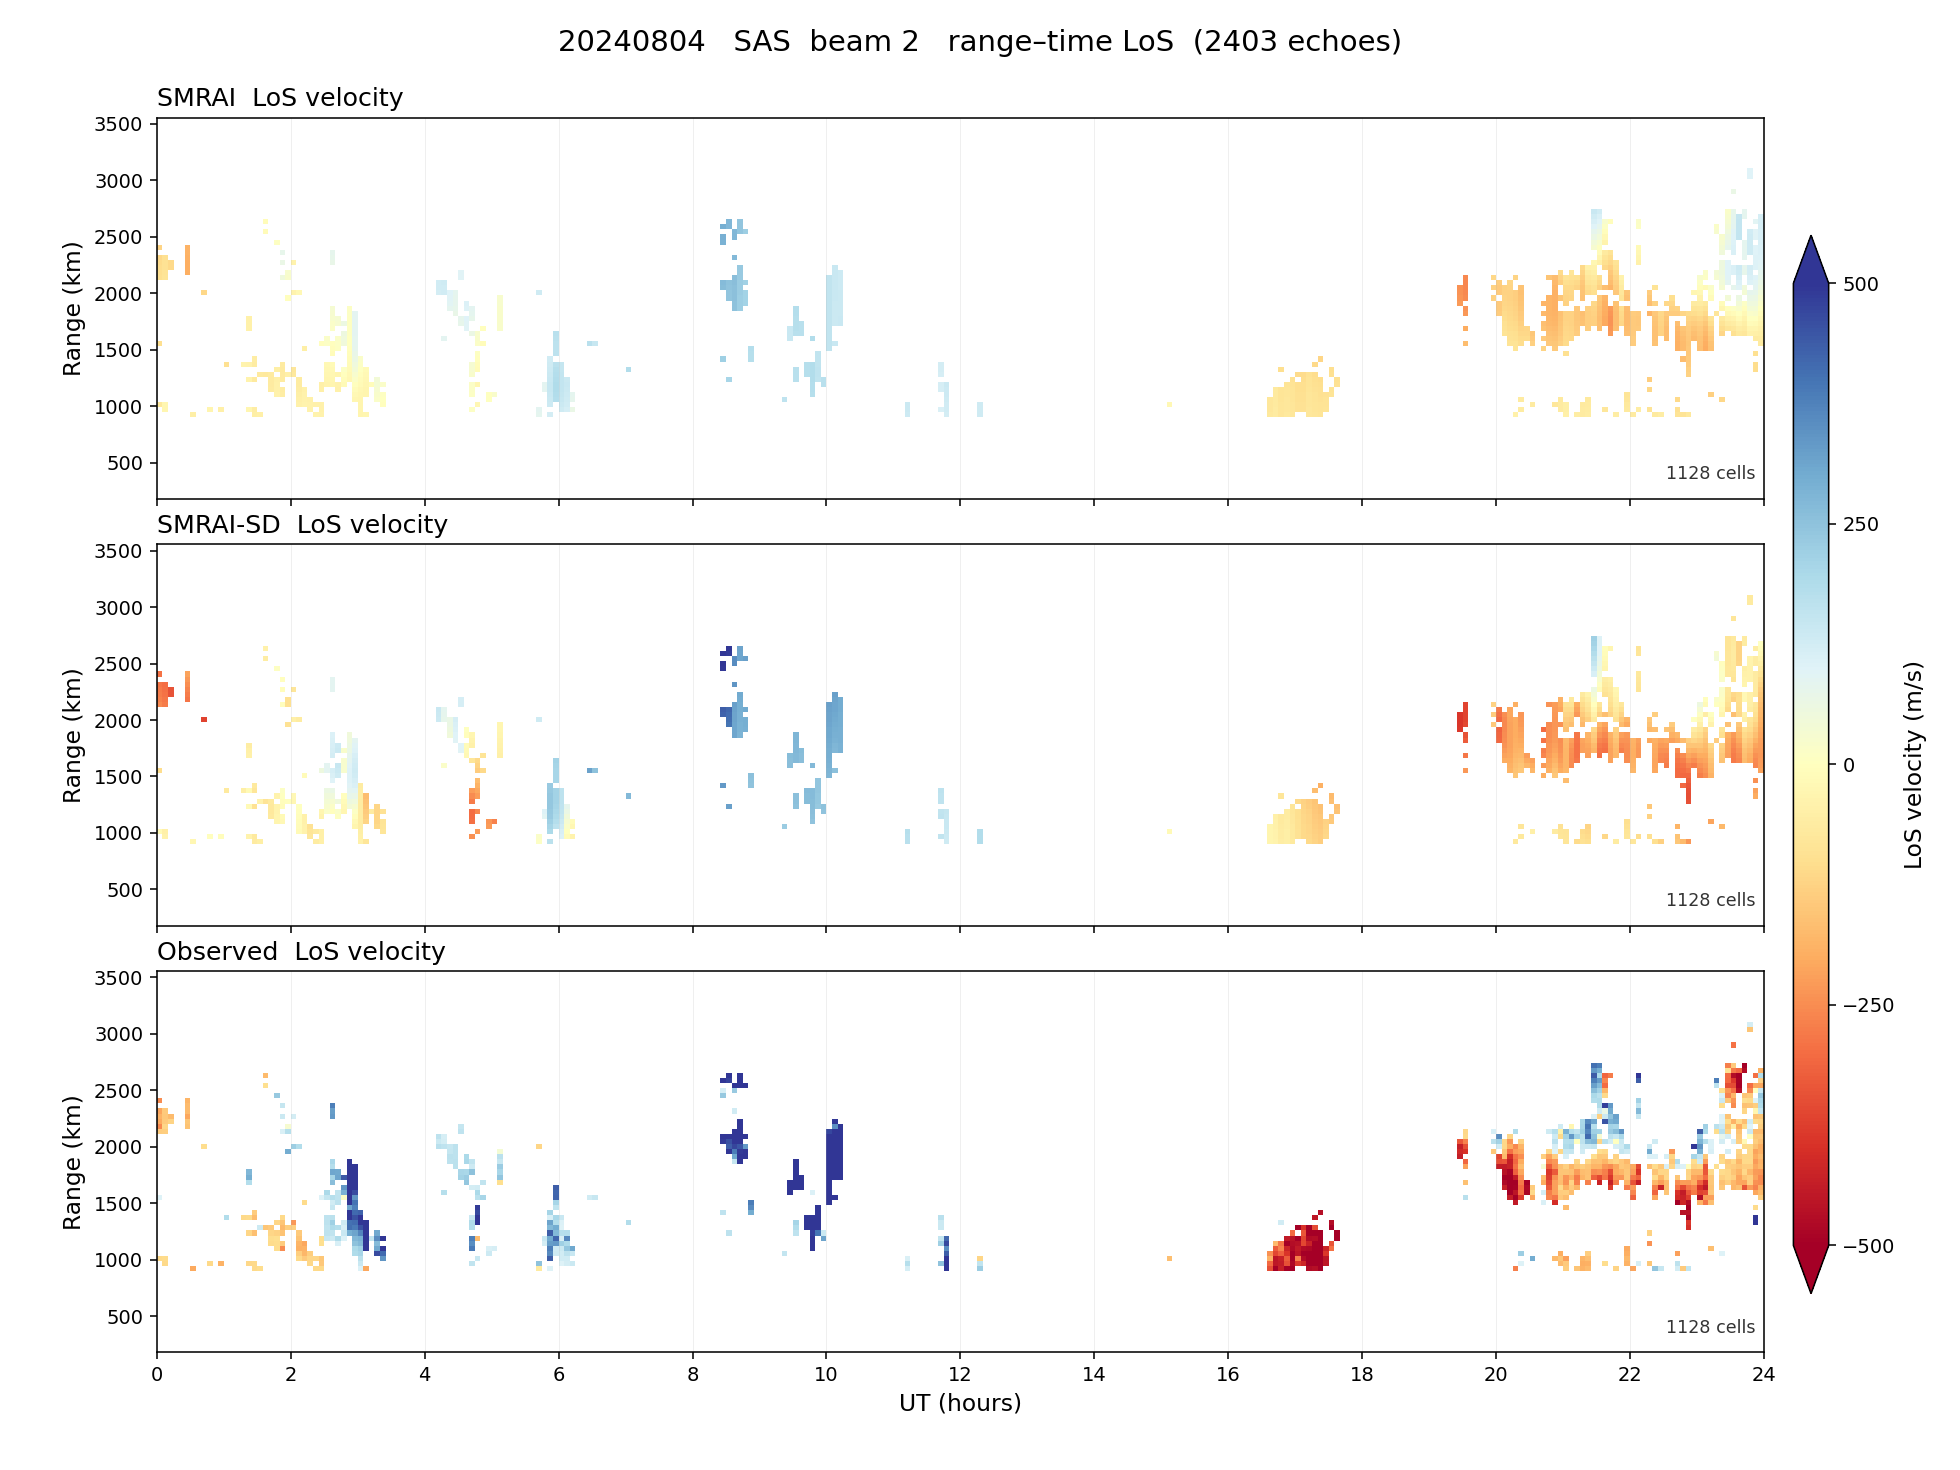 20240804   SAS  beam 2   range–time LoS  (2403 echoes)
SMRAI  LoS velocity
3500
3000
2500
2000
1500
1000
500
Range (km)
1128 cells
SMRAI-SD  LoS velocity
3500
3000
2500
2000
1500
1000
500
Range (km)
1128 cells
Observed  LoS velocity
3500
3000
2500
2000
1500
1000
500
Range (km)
1128 cells
0 2 4 6 8 10 12 14 16 18 20 22 24
UT (hours)
500
250
0
−250
−500
LoS velocity (m/s)